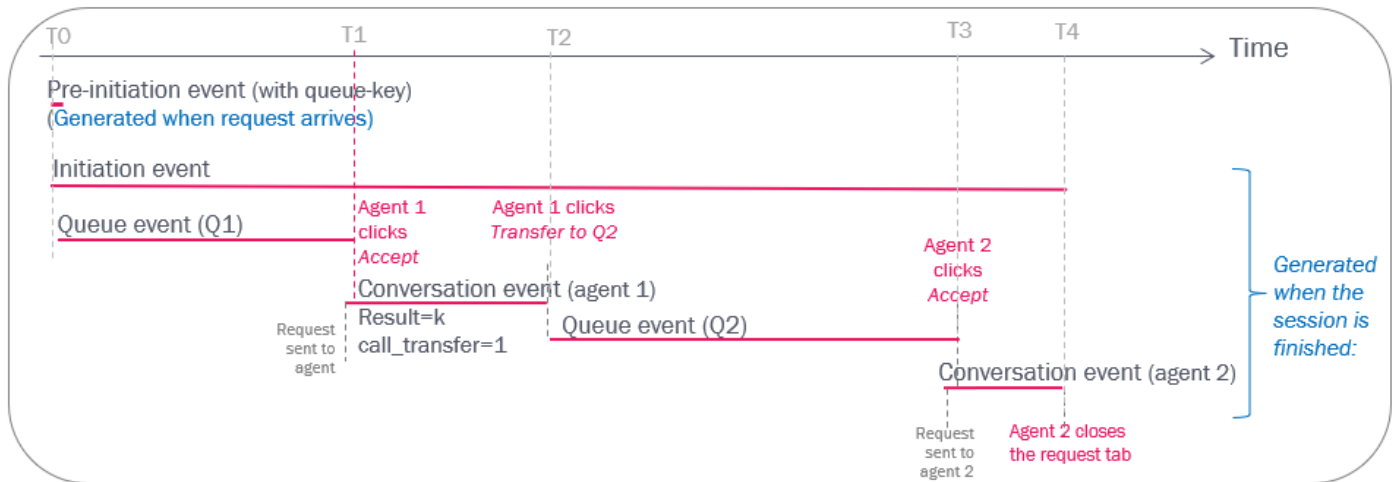 T0
T1
T2
T3
T4
Time
Pre-initiation event (with queue-key)
(Generated when request arrives)
Initiation event
Queue event (Q1)
Agent 1
clicks
Accept
Agent 1 clicks
Transfer to Q2
Agent 2
clicks
Accept
Generated
when the
session is
finished:
Conversation event (agent 1)
Result=k
call_transfer=1
Request
sent to
agent
Queue event (Q2)
Conversation event (agent 2)
Request
sent to
agent 2
Agent 2 closes
the request tab